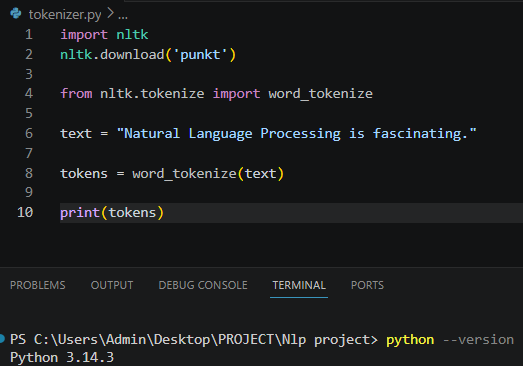 tokenizer.py > ...
1 import nltk
2 nltk.download('punkt')
3
4 from nltk.tokenize import word_tokenize
5
6 text = "Natural Language Processing is fascinating."
7
8 tokens = word_tokenize(text)
9
10 print(tokens)
PROBLEMS OUTPUT DEBUG CONSOLE TERMINAL PORTS
PS C:\Users\Admin\Desktop\PROJECT\Nlp project> python --version
Python 3.14.3